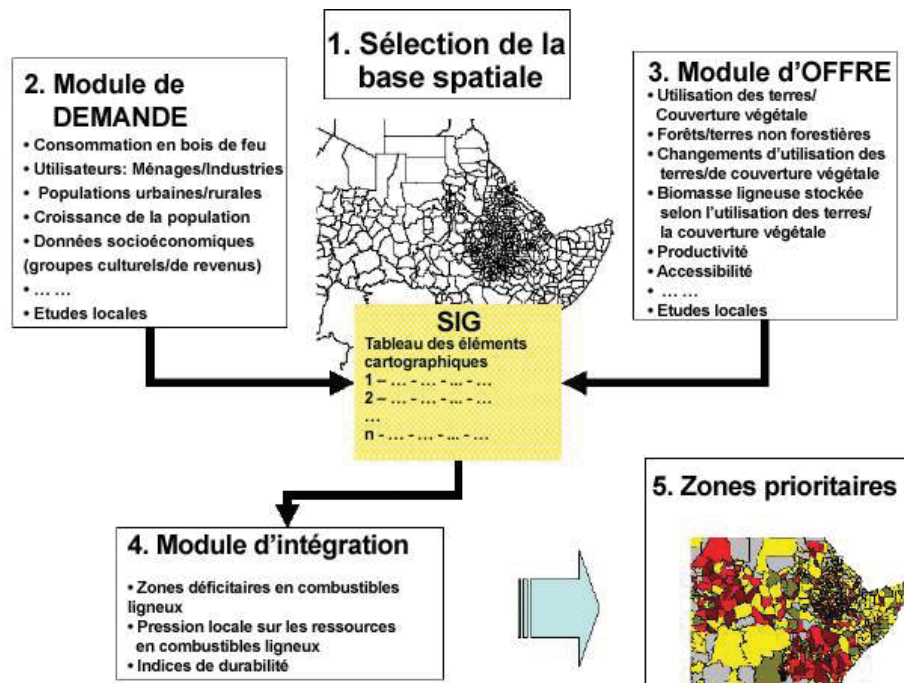 1. Sélection de la
base spatiale
2. Module de
DEMANDE
• Consommation en bois de feu
• Utilisateurs: Ménages/Industries
• Populations urbaines/rurales
• Croissance de la population
• Données socioéconomiques
(groupes culturels/de revenus)
• … …
• Etudes locales
3. Module d'OFFRE
• Utilisation des terres/
Couverture végétale
• Forêts/terres non forestières
• Changements d'utilisation des
terres/de couverture végétale
• Biomasse ligneuse stockée
selon l'utilisation des terres/
la couverture végétale
• Productivité
• Accessibilité
• … …
• Etudes locales
SIG
Tableau des éléments
cartographiques
1 – … - … - ... - …
2 – … - … - ... - …
…
n - … - … - ... - …
4. Module d'intégration
• Zones déficitaires en combustibles
ligneux
• Pression locale sur les ressources
en combustibles ligneux
• Indices de durabilité
5. Zones prioritaires